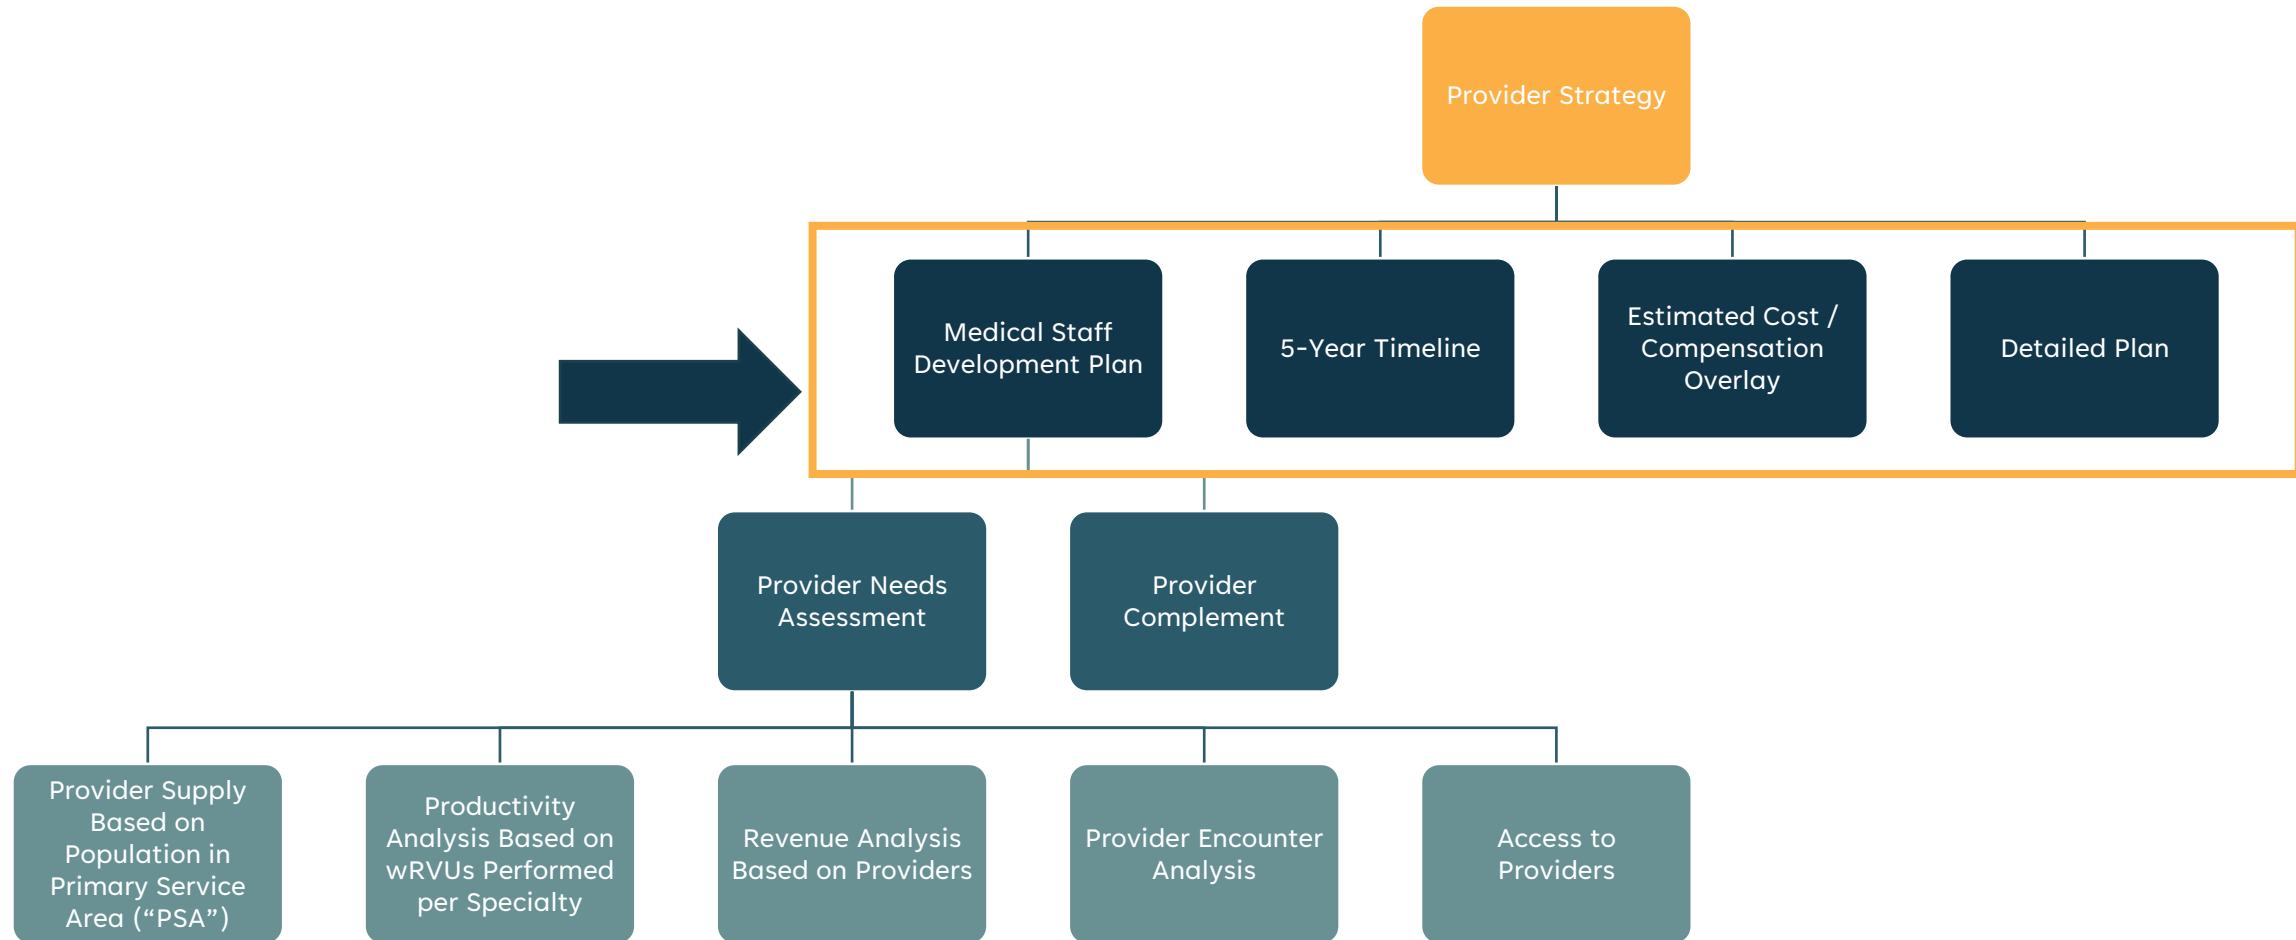 Provider Strategy
Medical Staff
Development Plan
5-Year Timeline
Estimated Cost /
Compensation
Overlay
Detailed Plan
Provider Needs
Assessment
Provider
Complement
Provider Supply
Based on
Population in
Primary Service
Area (“PSA”)
Productivity
Analysis Based on
wRVUs Performed
per Specialty
Revenue Analysis
Based on Providers
Provider Encounter
Analysis
Access to
Providers